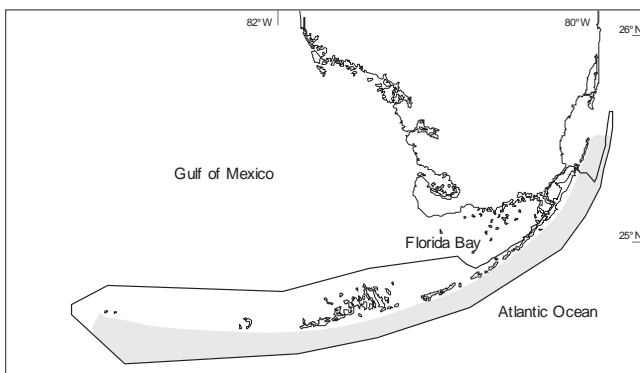 82°W
80°W
26°N
Gulf of Mexico
Florida Bay
25°N
Atlantic Ocean